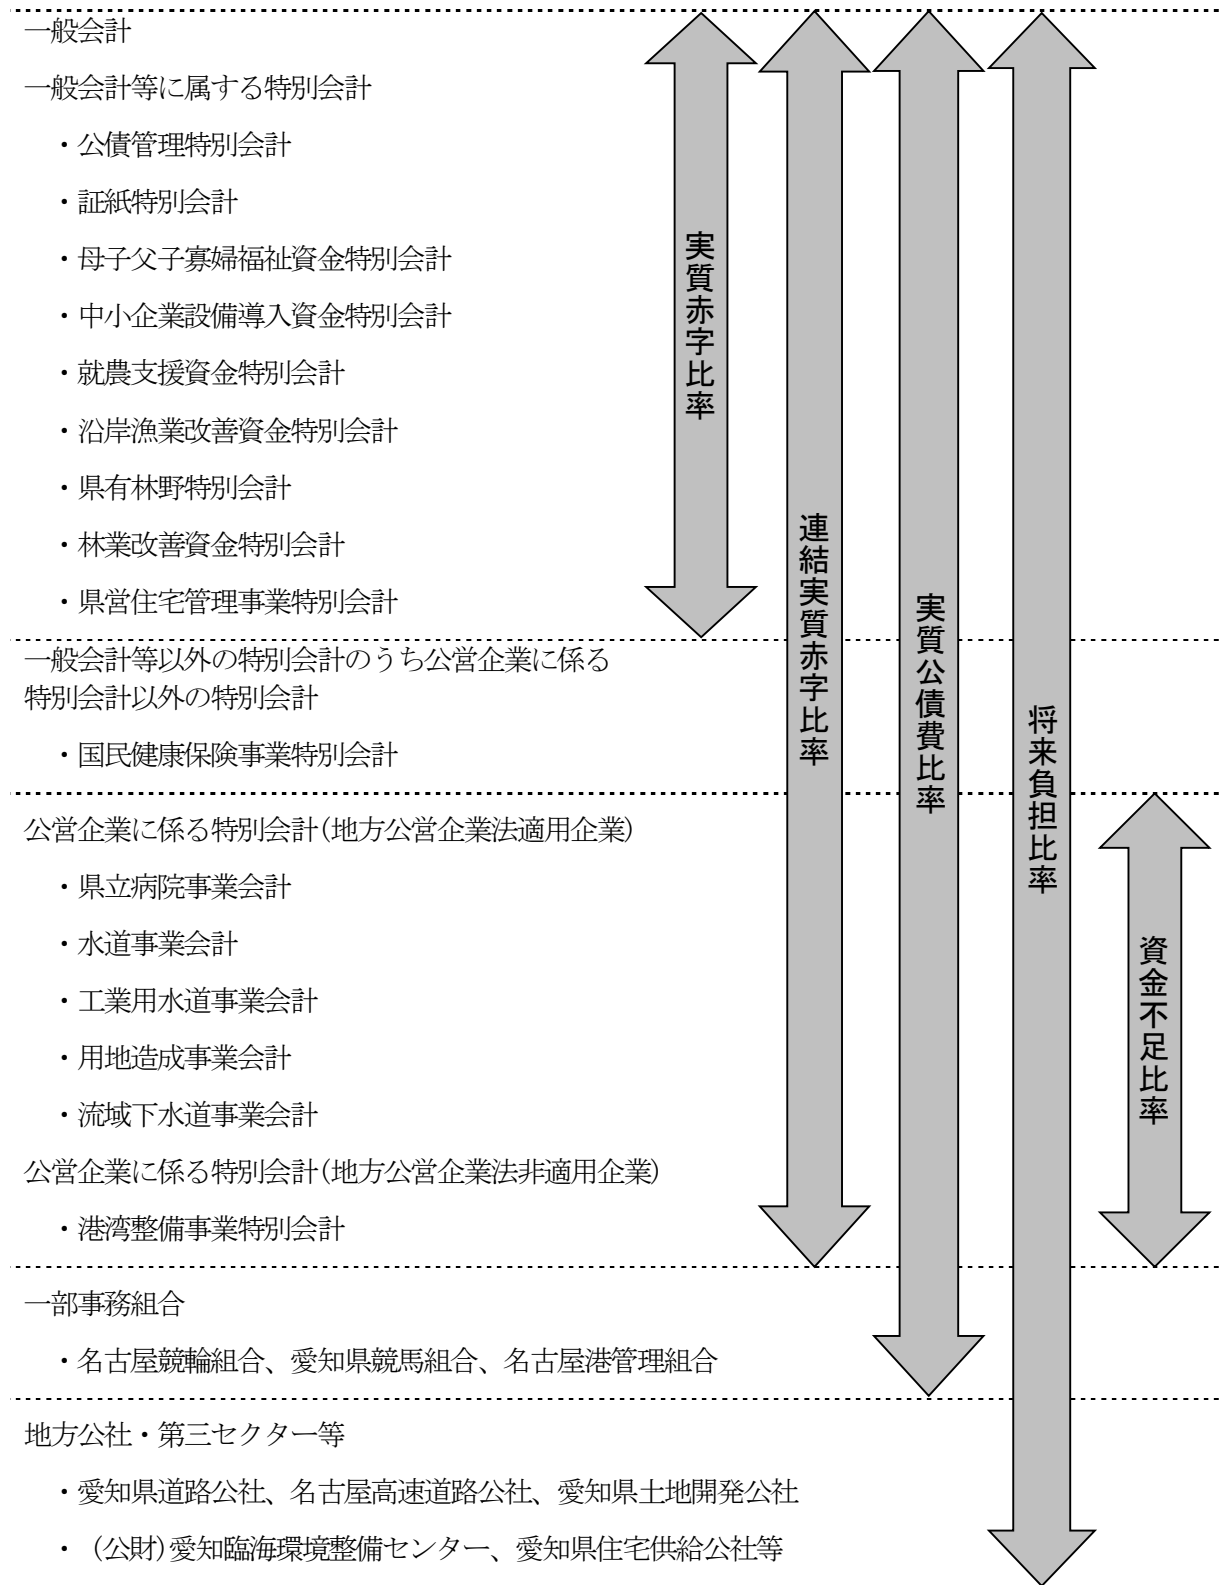 一般会計
一般会計等に属する特別会計
・公債管理特別会計
・証紙特別会計
・母子父子寡婦福祉資金特別会計
・中小企業設備導入資金特別会計
・就農支援資金特別会計
・沿岸漁業改善資金特別会計
・県有林野特別会計
・林業改善資金特別会計
・県営住宅管理事業特別会計
一般会計等以外の特別会計のうち公営企業に係る
特別会計以外の特別会計
・国民健康保険事業特別会計
公営企業に係る特別会計(地方公営企業法適用企業)
・県立病院事業会計
・水道事業会計
・工業用水道事業会計
・用地造成事業会計
・流域下水道事業会計
公営企業に係る特別会計(地方公営企業法非適用企業)
・港湾整備事業特別会計
一部事務組合
・名古屋競輪組合、愛知県競馬組合、名古屋港管理組合
地方公社・第三セクター等
・愛知県道路公社、名古屋高速道路公社、愛知県土地開発公社
・(公財)愛知臨海環境整備センター、愛知県住宅供給公社等
実質赤字比率
連結実質赤字比率
実質公債費比率
将来負担比率
資金不足比率